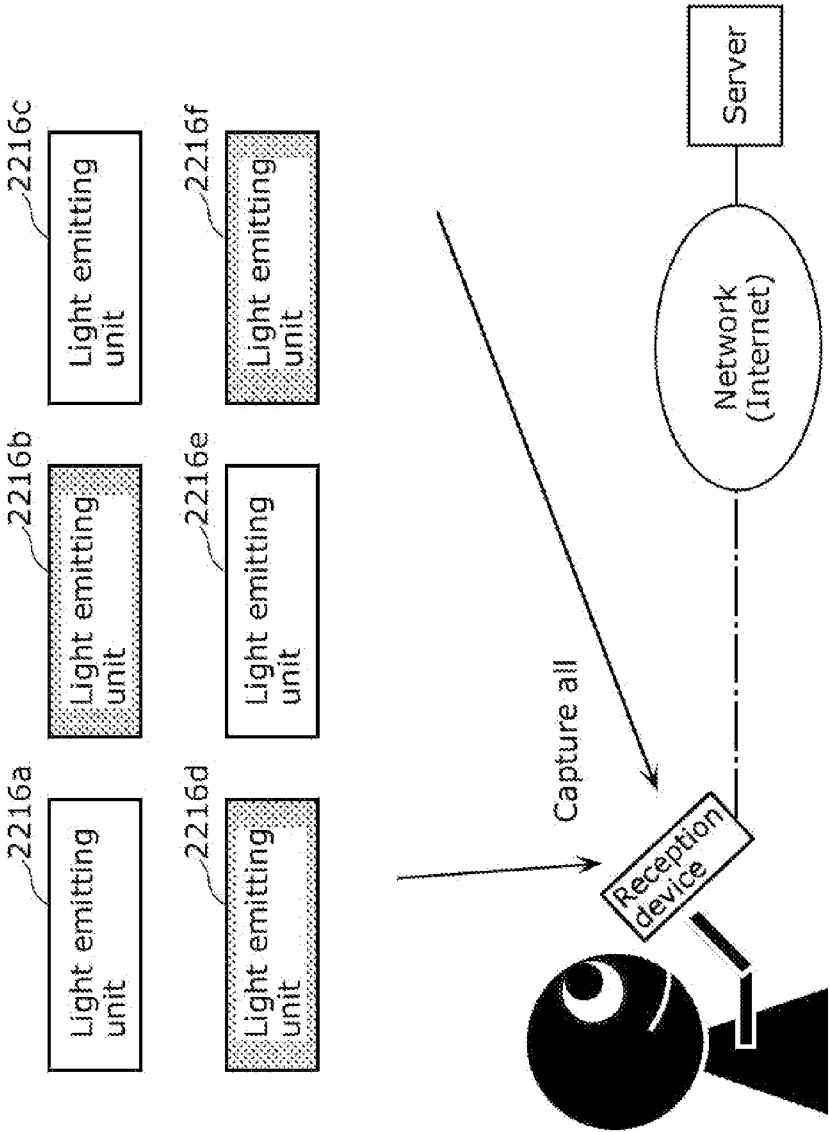 2216a
Light emitting
unit
2216b
Light emitting
unit
2216c
Light emitting
unit
2216d
Light emitting
unit
2216e
Light emitting
unit
2216f
Light emitting
unit
Capture all
Reception
device
Network
(Internet)
Server